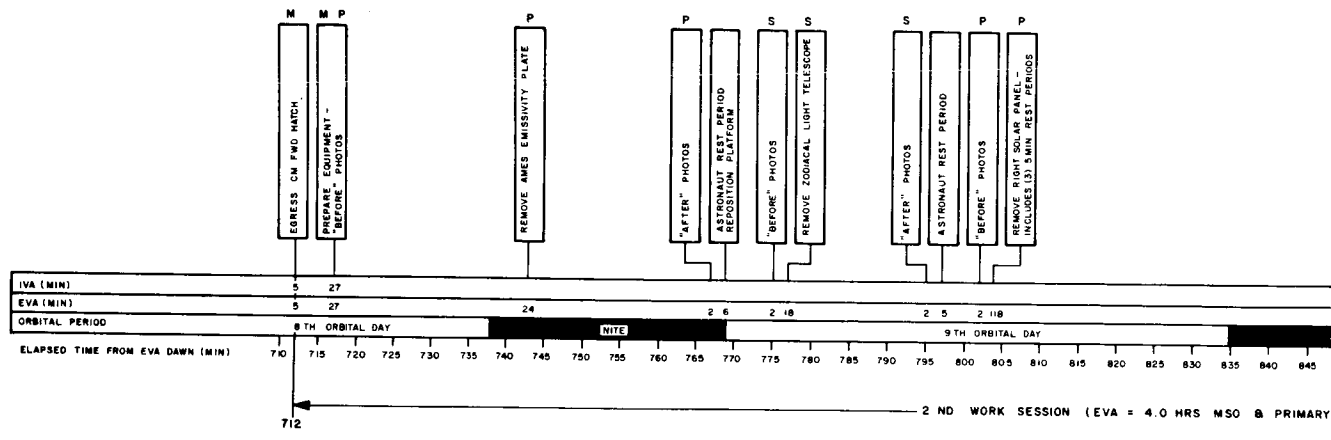 M M P P P S S S P P
EGRESS CM FWD HATCH.
PREPARE EQUIPMENT -
"BEFORE" PHOTOS
REMOVE AMES EMISSIVITY PLATE
"AFTER" PHOTOS
ASTRONAUT REST PERIOD
REPOSITION PLATFORM
"BEFORE" PHOTOS
REMOVE ZODIACAL LIGHT TELESCOPE
"AFTER" PHOTOS
ASTRONAUT REST PERIOD
"BEFORE" PHOTOS
REMOVE RIGHT SOLAR PANEL -
INCLUDES (3) 5 MIN REST PERIODS
IVA (MIN) 5 27
EVA (MIN) 5 27 24 2 6 2 18 2 5 2 118
ORBITAL PERIOD 8 TH ORBITAL DAY NITE 9 TH ORBITAL DAY
ELAPSED TIME FROM EVA DAWN (MIN) 710 715 720 725 730 735 740 745 755 760 765 769 775 780 785 790 795 800 805 810 815 820 825 830 835 840 845
712 2 ND WORK SESSION (EVA = 4.0 HRS MSO & PRIMARY